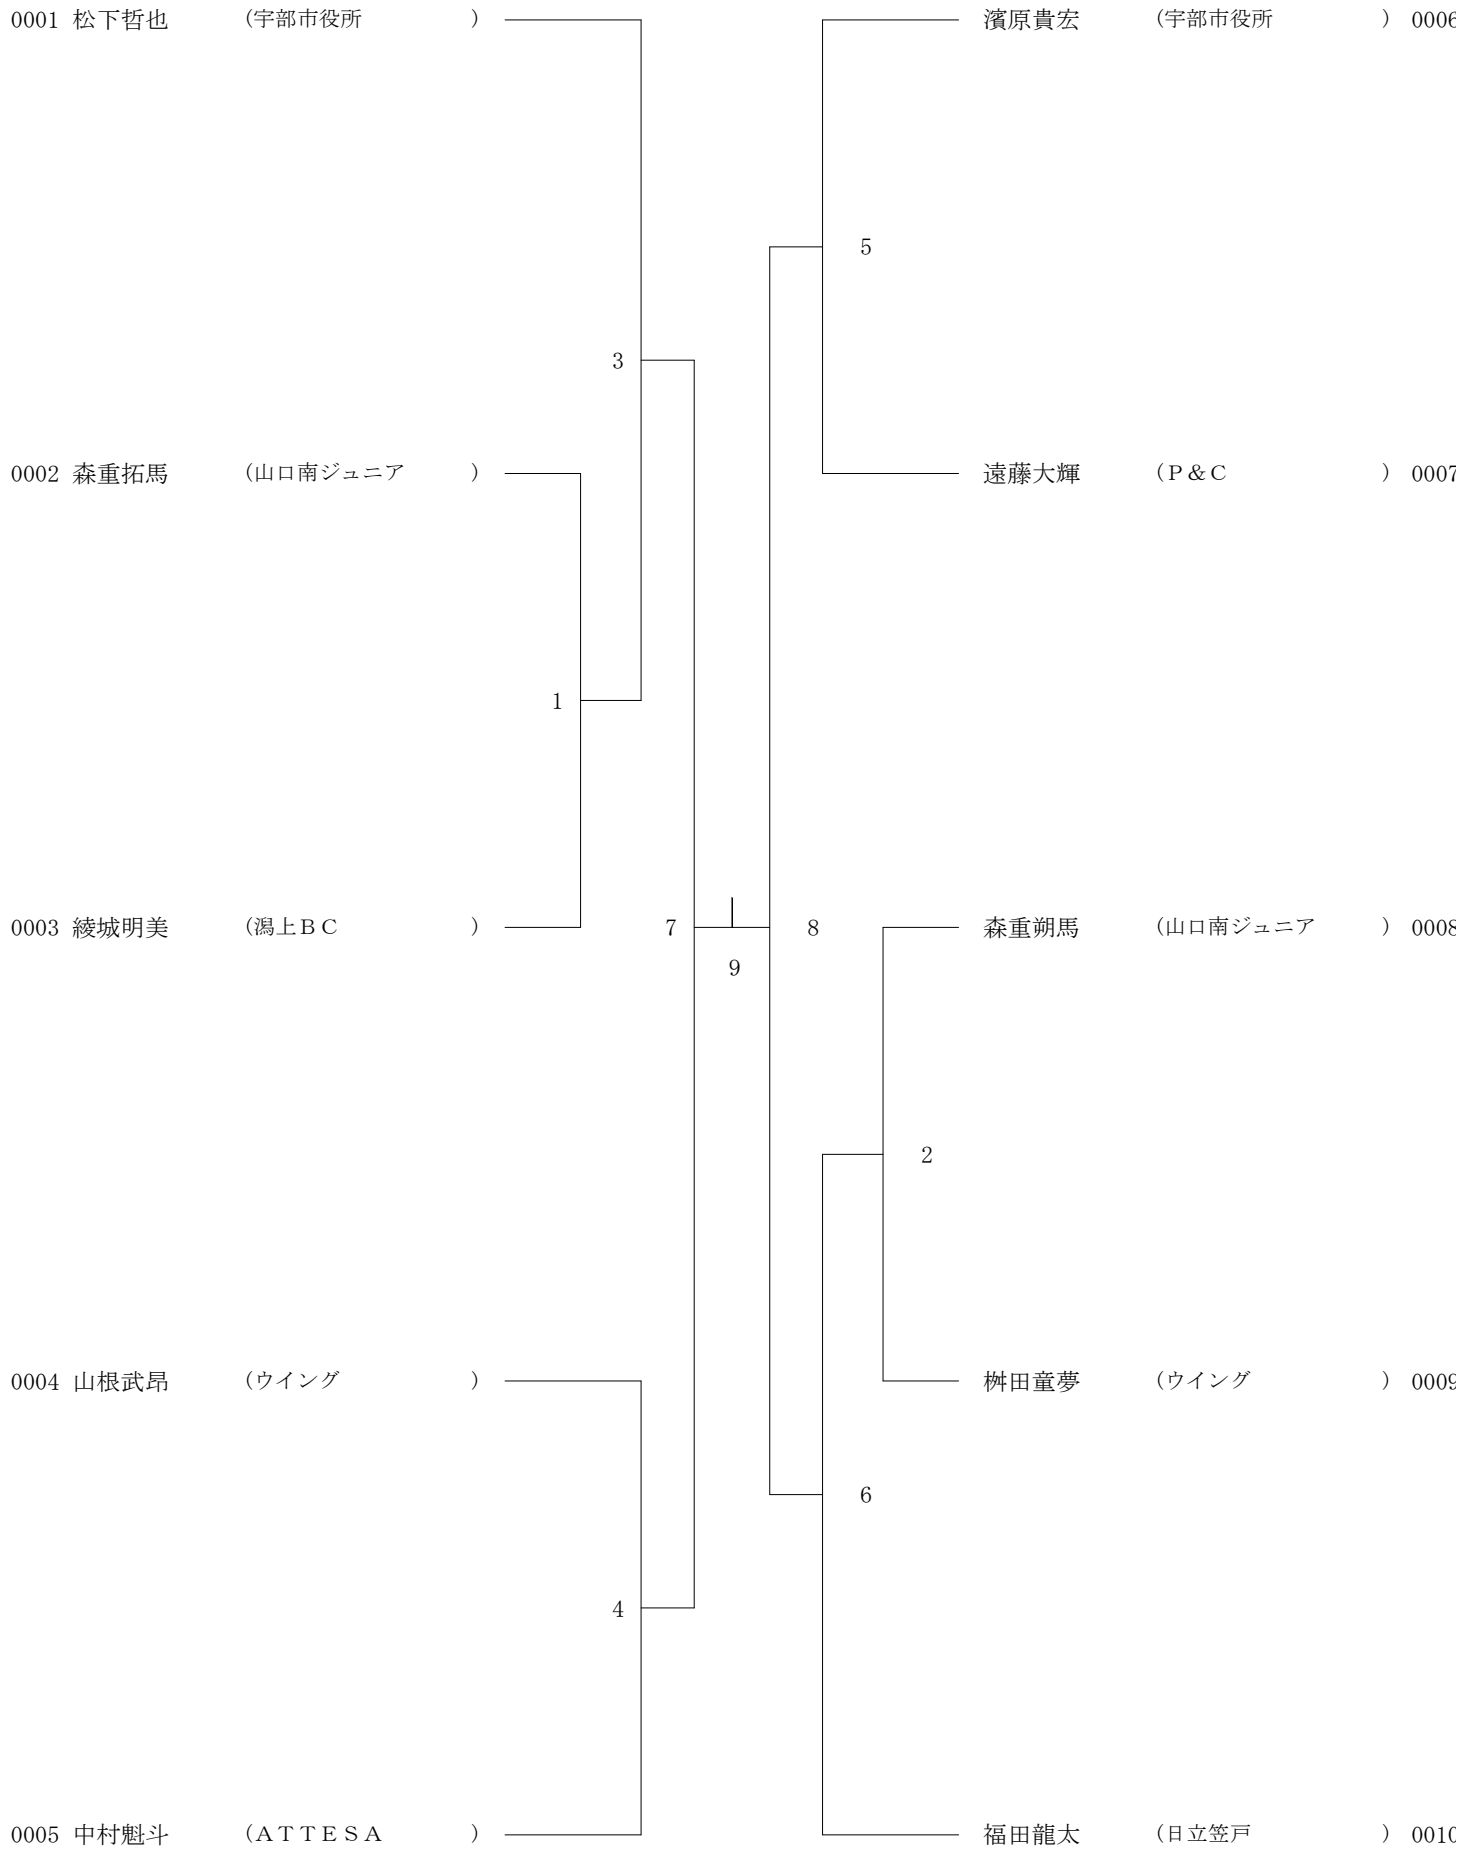 0001 松下哲也 (宇部市役所 )
濱原貴宏 (宇部市役所 ) 0006
5
3
0002 森重拓馬 (山口南ジュニア )
遠藤大輝 (P&C ) 0007
1
0003 綾城明美 (潟上BC )
7
8
森重朔馬 (山口南ジュニア ) 0008
9
2
0004 山根武昂 (ウイング )
桝田童夢 (ウイング ) 0009
6
4
0005 中村魁斗 (ATTESA )
福田龍太 (日立笠戸 ) 0010